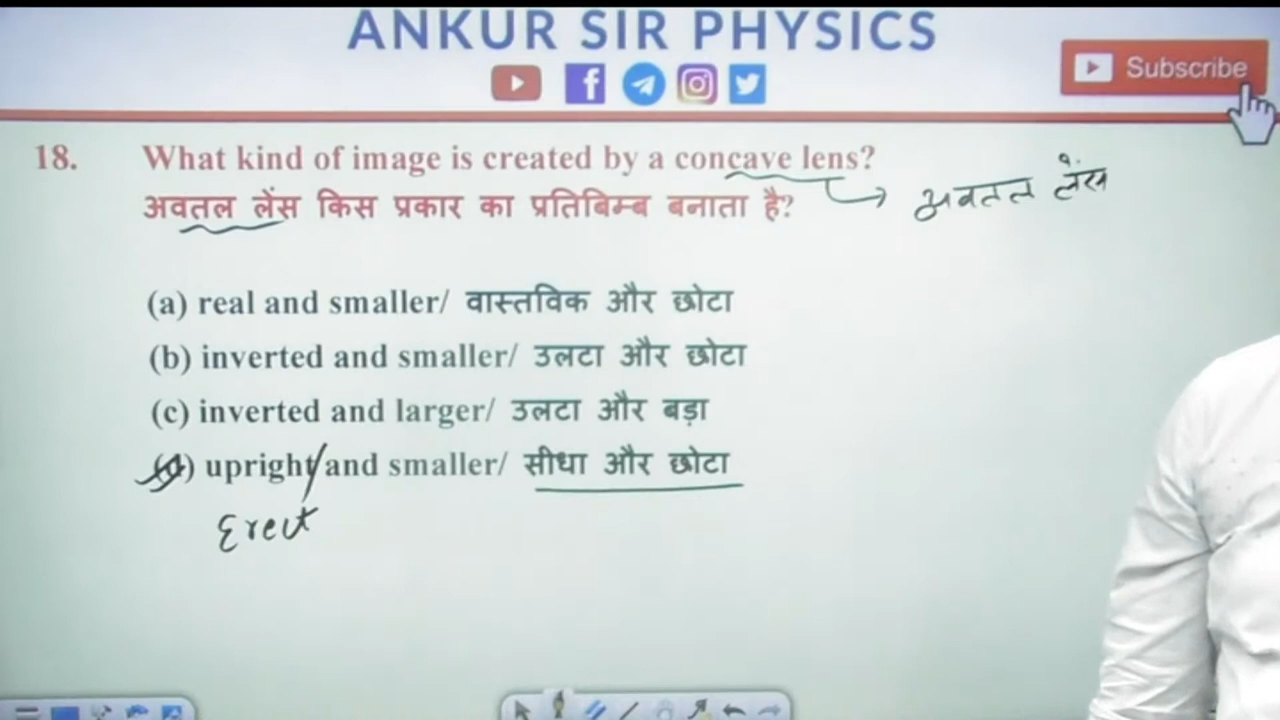 ANKUR SIR PHYSICS
Subscribe
18. What kind of image is created by a concave lens?
अवतल लेंस किस प्रकार का प्रतिबिम्ब बनाता है?
अवतल लेंस
(a) real and smaller/ वास्तविक और छोटा
(b) inverted and smaller/ उलटा और छोटा
(c) inverted and larger/ उलटा और बड़ा
(d) upright/and smaller/ सीधा और छोटा
Erect